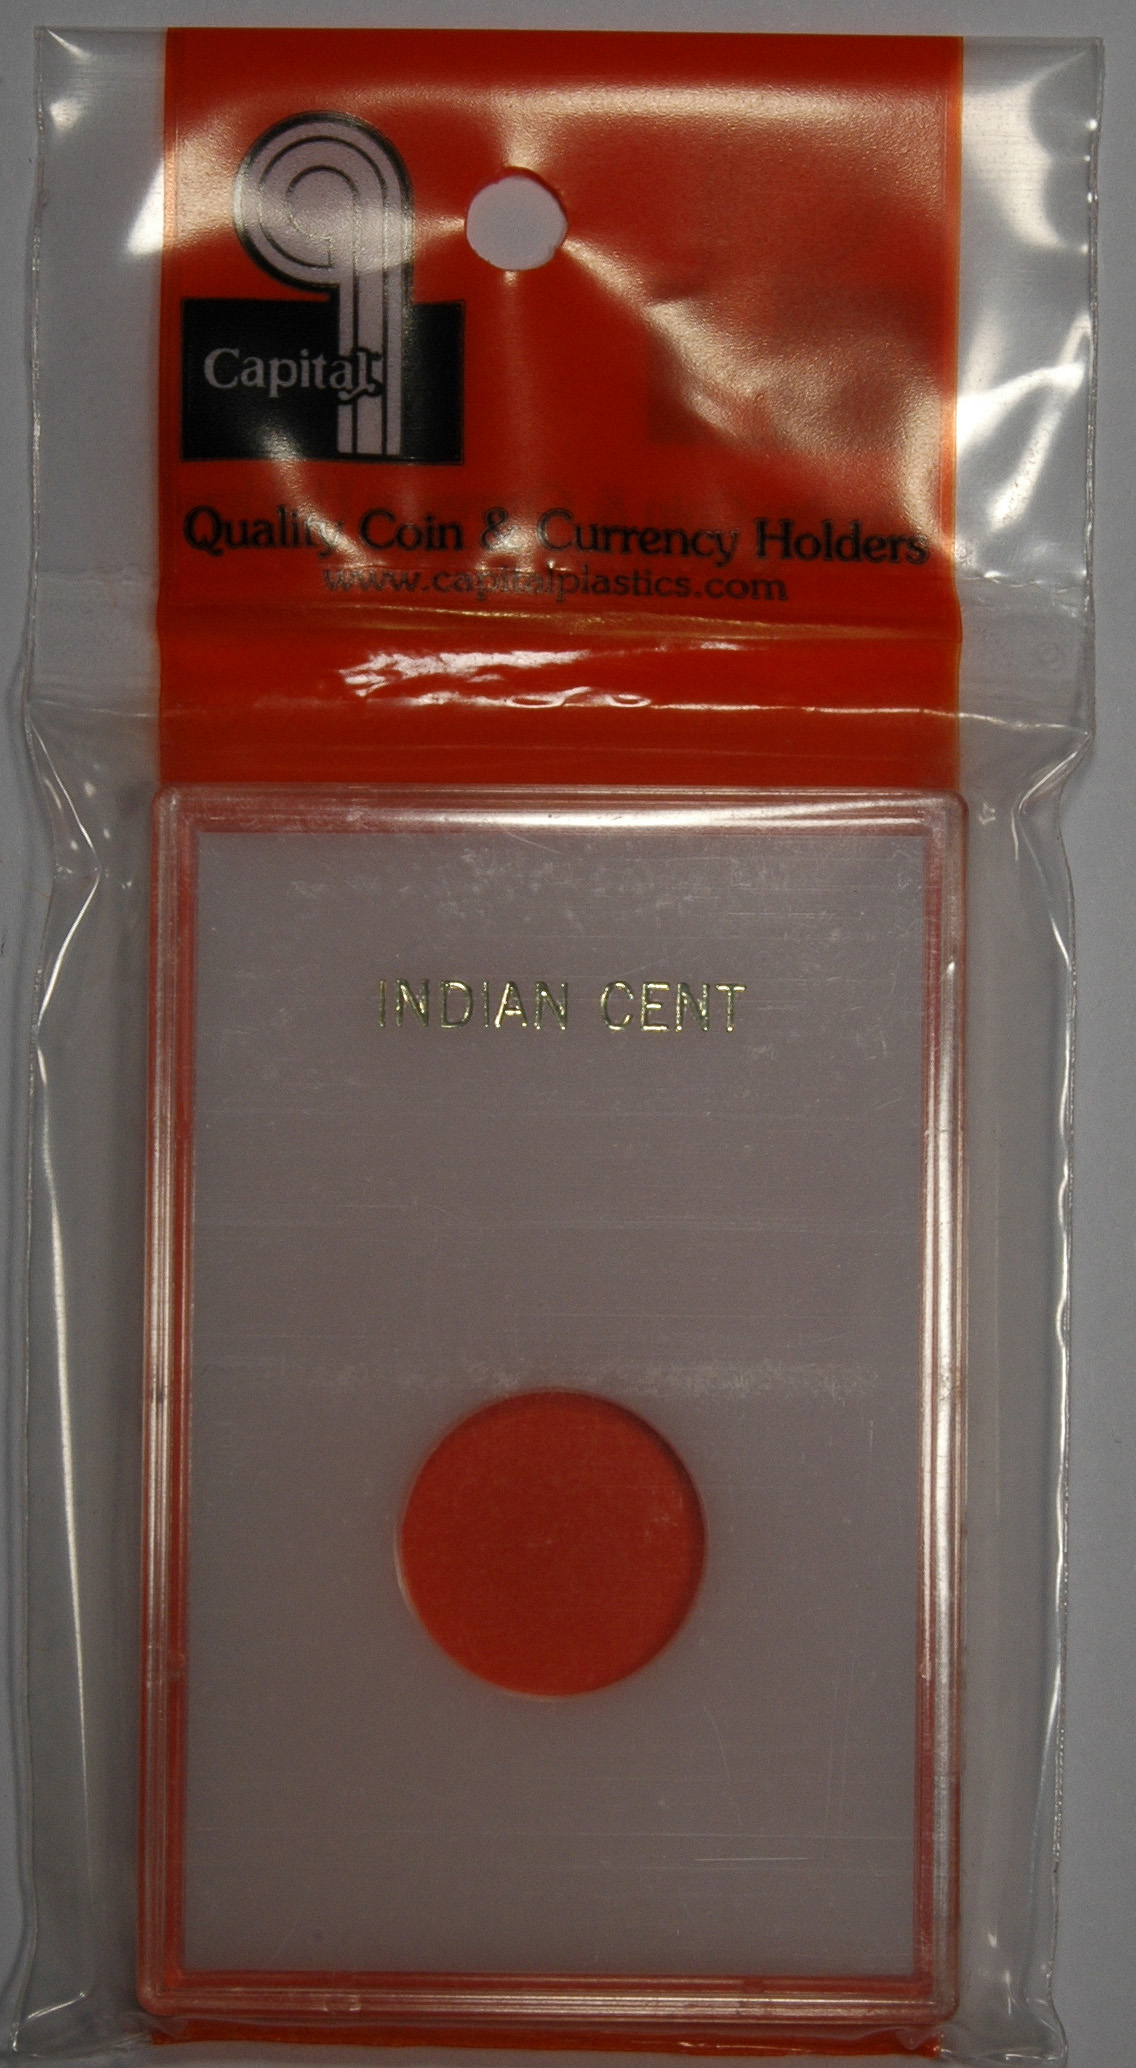 Capital
Quality Coin & Currency Holders
www.capitalplastics.com
INDIAN CENT